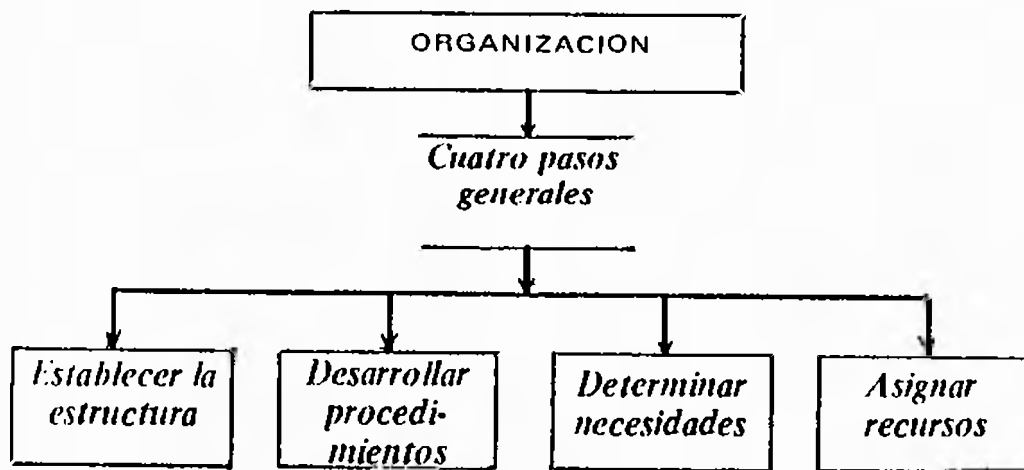 ORGANIZACION
Cuatro pasos
generales
Establecer la
estructura
Desarrollar
procedi-
mientos
Determinar
necesidades
Asignar
recursos